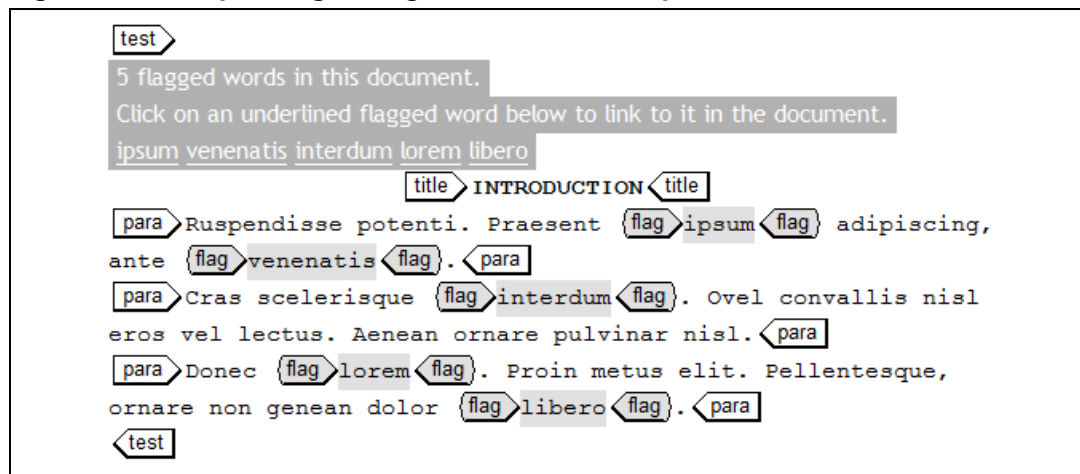 test
5 flagged words in this document.
Click on an underlined flagged word below to link to it in the document.
ipsum venenatis interdum lorem libero
title INTRODUCTION title
para Ruspendisse potenti. Praesent flag ipsum flag adipiscing,
ante flag venenatis flag . para
para Cras scelerisque flag interdum flag . Ovel convallis nisl
eros vel lectus. Aenean ornare pulvinar nisl. para
para Donec flag lorem flag . Proin metus elit. Pellentesque,
ornare non genean dolor flag libero flag . para
test